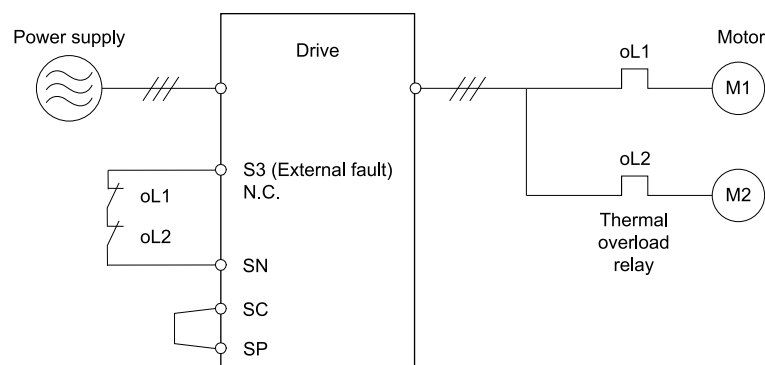 Power supply
Drive
oL1
Motor
M1
S3 (External fault)
N.C.
oL1
oL2
oL2
M2
Thermal
overload
relay
SN
SC
SP